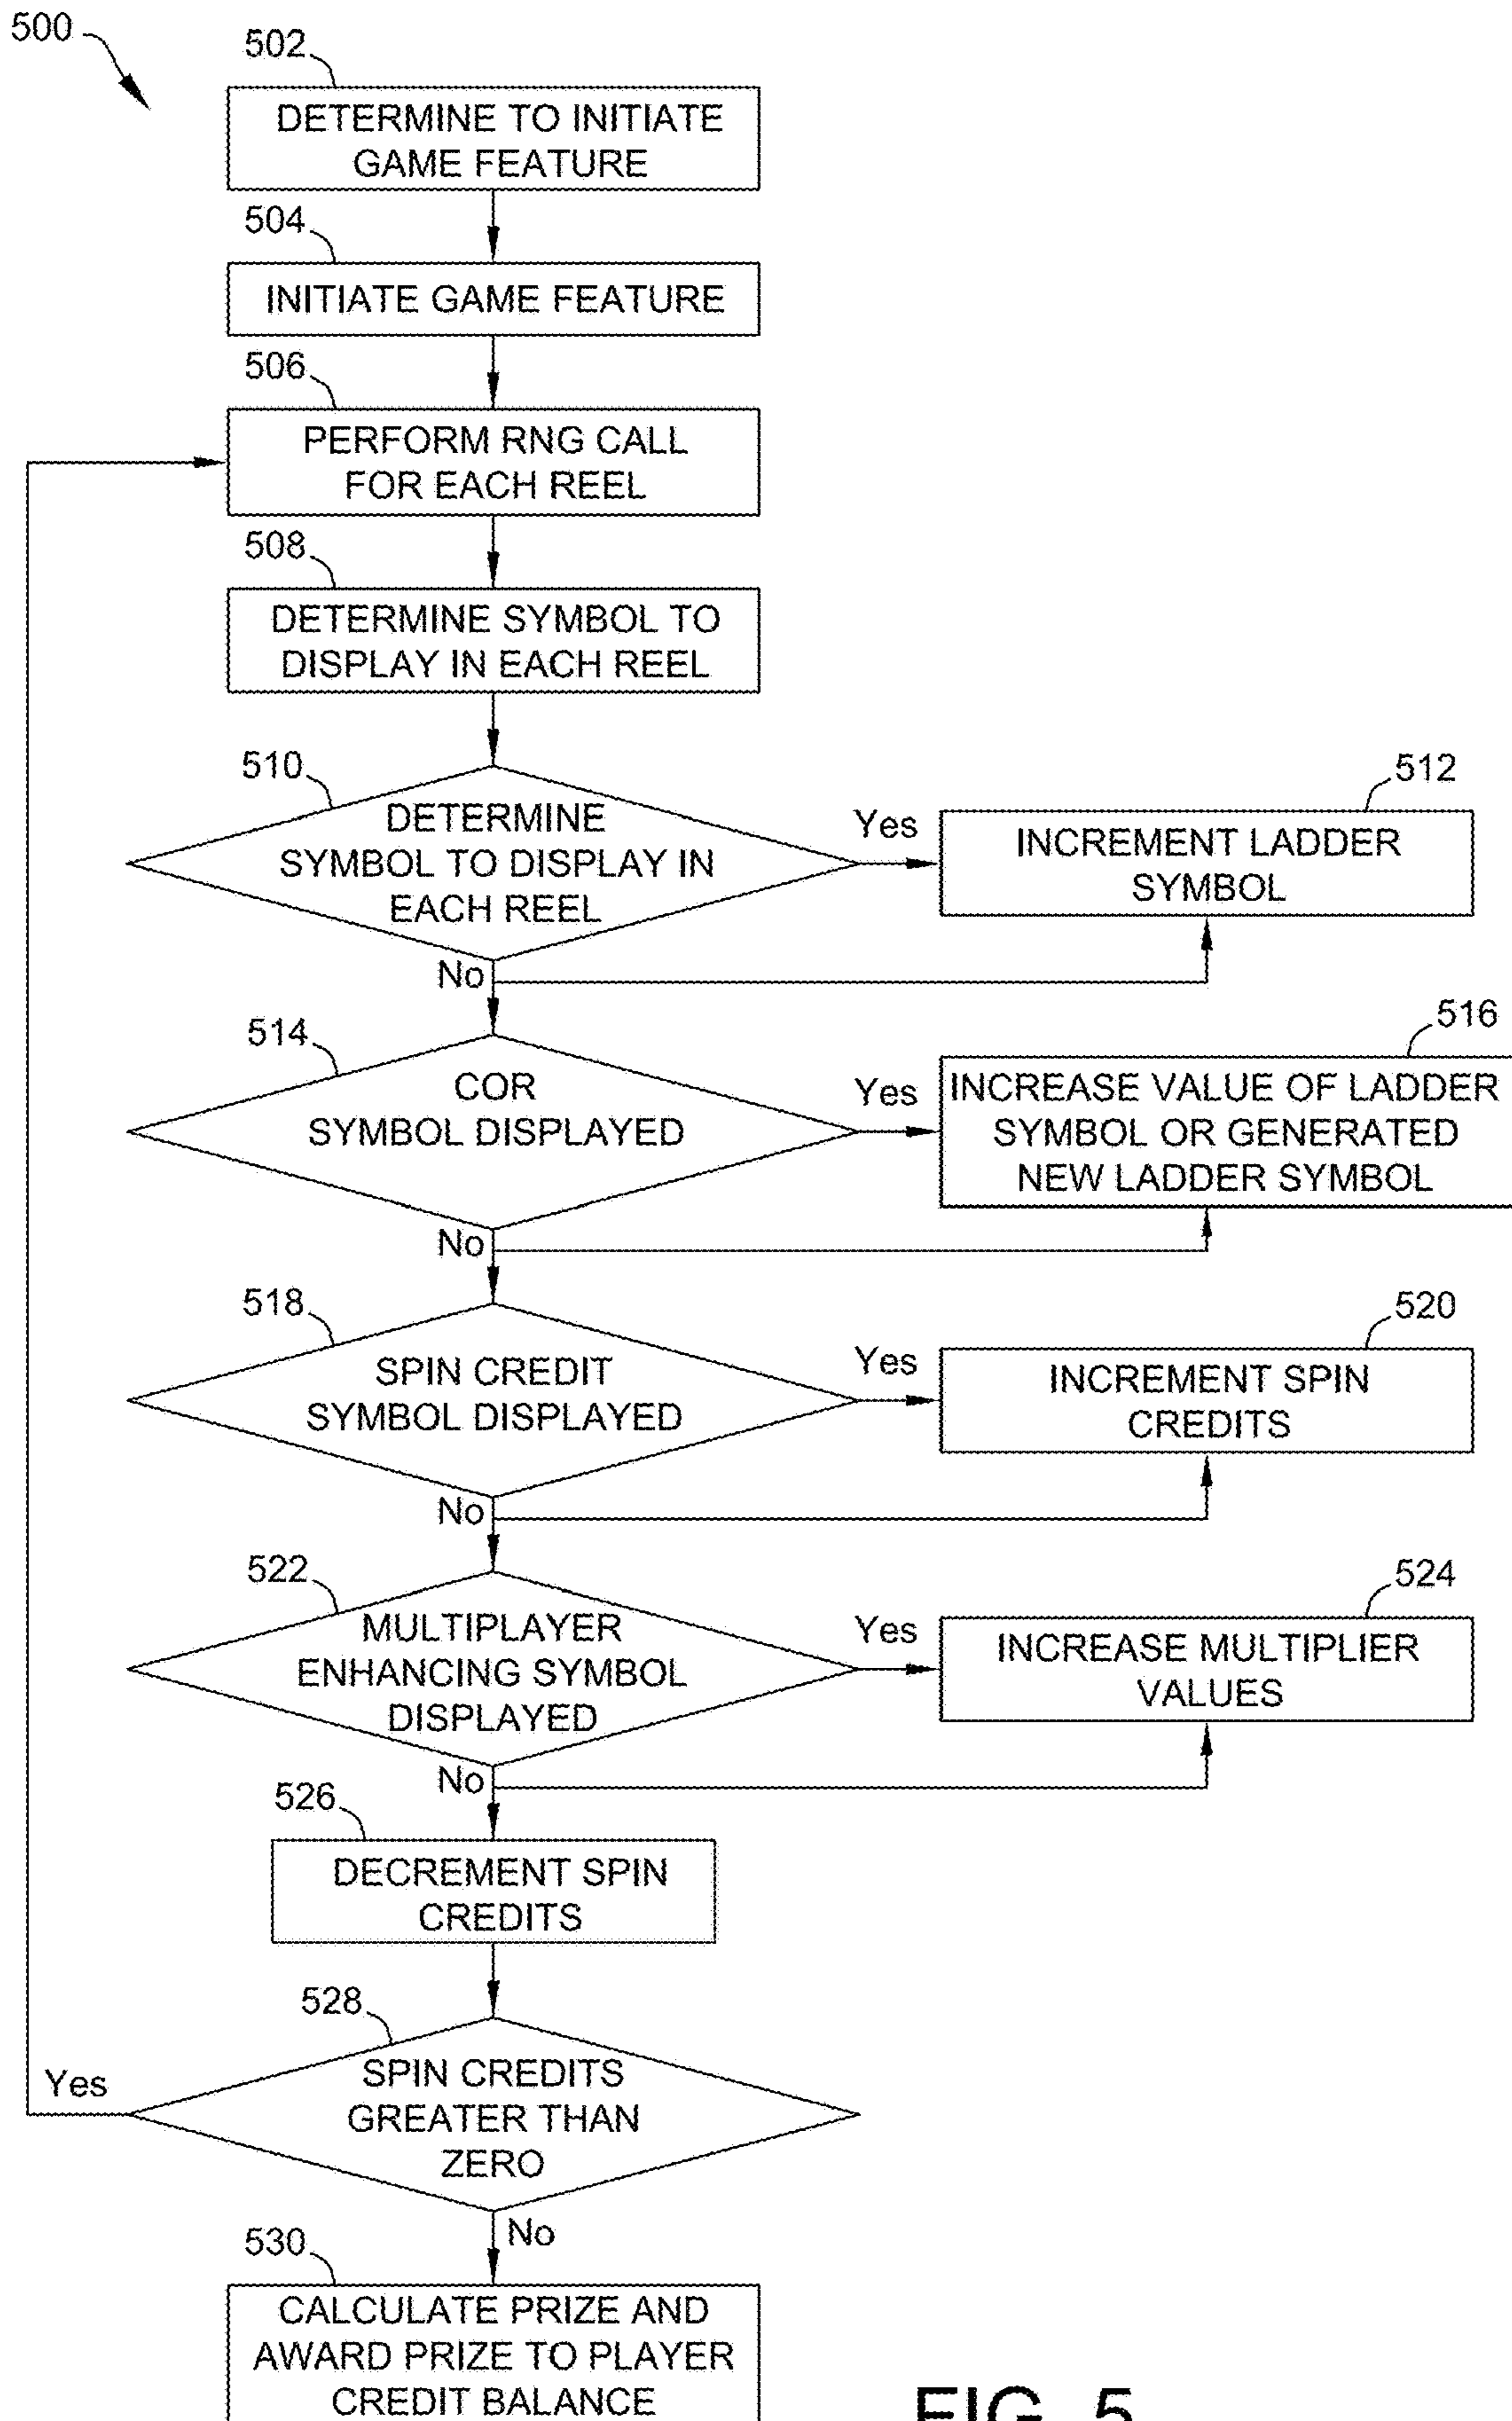 500
502
DETERMINE TO INITIATE
GAME FEATURE
504
INITIATE GAME FEATURE
506
PERFORM RNG CALL
FOR EACH REEL
508
DETERMINE SYMBOL TO
DISPLAY IN EACH REEL
510
DETERMINE
SYMBOL TO DISPLAY IN
EACH REEL
Yes
512
INCREMENT LADDER
SYMBOL
No
514
COR
SYMBOL DISPLAYED
Yes
516
INCREASE VALUE OF LADDER
SYMBOL OR GENERATED
NEW LADDER SYMBOL
No
518
SPIN CREDIT
SYMBOL DISPLAYED
Yes
520
INCREMENT SPIN
CREDITS
No
522
MULTIPLAYER
ENHANCING SYMBOL
DISPLAYED
Yes
524
INCREASE MULTIPLIER
VALUES
No
526
DECREMENT SPIN
CREDITS
528
SPIN CREDITS
GREATER THAN
ZERO
Yes
No
530
CALCULATE PRIZE AND
AWARD PRIZE TO PLAYER
CREDIT BALANCE
FIG. 5